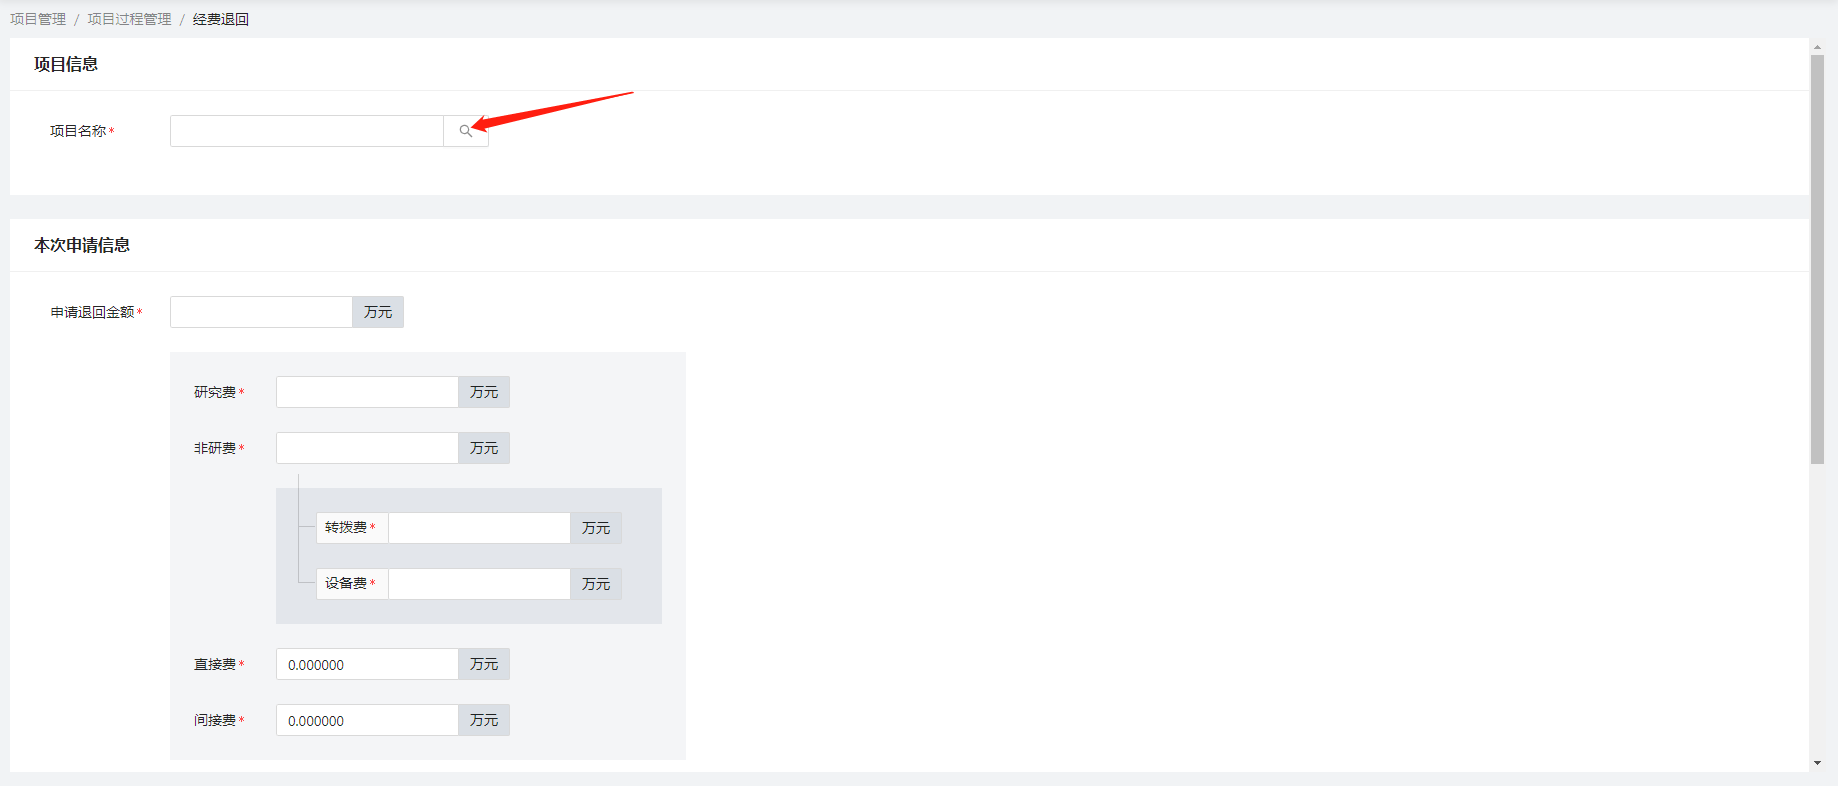 项目管理 / 项目过程管理 / 经费退回
项目信息
项目名称*
本次申请信息
申请退回金额* 万元
研究费* 万元
非研费* 万元
转拨费* 万元
设备费* 万元
直接费* 0.000000 万元
间接费* 0.000000 万元